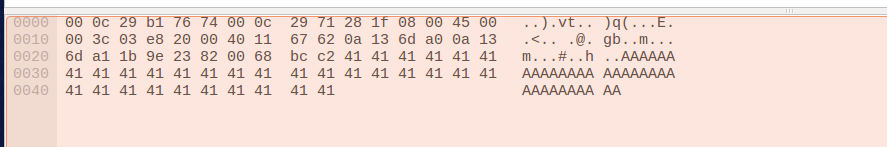 0000 00 0c 29 b1 76 74 00 0c 29 71 28 1f 08 00 45 00 ..).vt.. )q(...E.
0010 00 3c 03 e8 20 00 40 11 67 62 0a 13 6d a0 0a 13 .<.. .@. gb..m...
0020 6d a1 1b 9e 23 82 00 68 bc c2 41 41 41 41 41 41 m...#..h ..AAAAAA
0030 41 41 41 41 41 41 41 41 41 41 41 41 41 41 41 41 AAAAAAAA AAAAAAAA
0040 41 41 41 41 41 41 41 41 41 41 AAAAAAAA AA